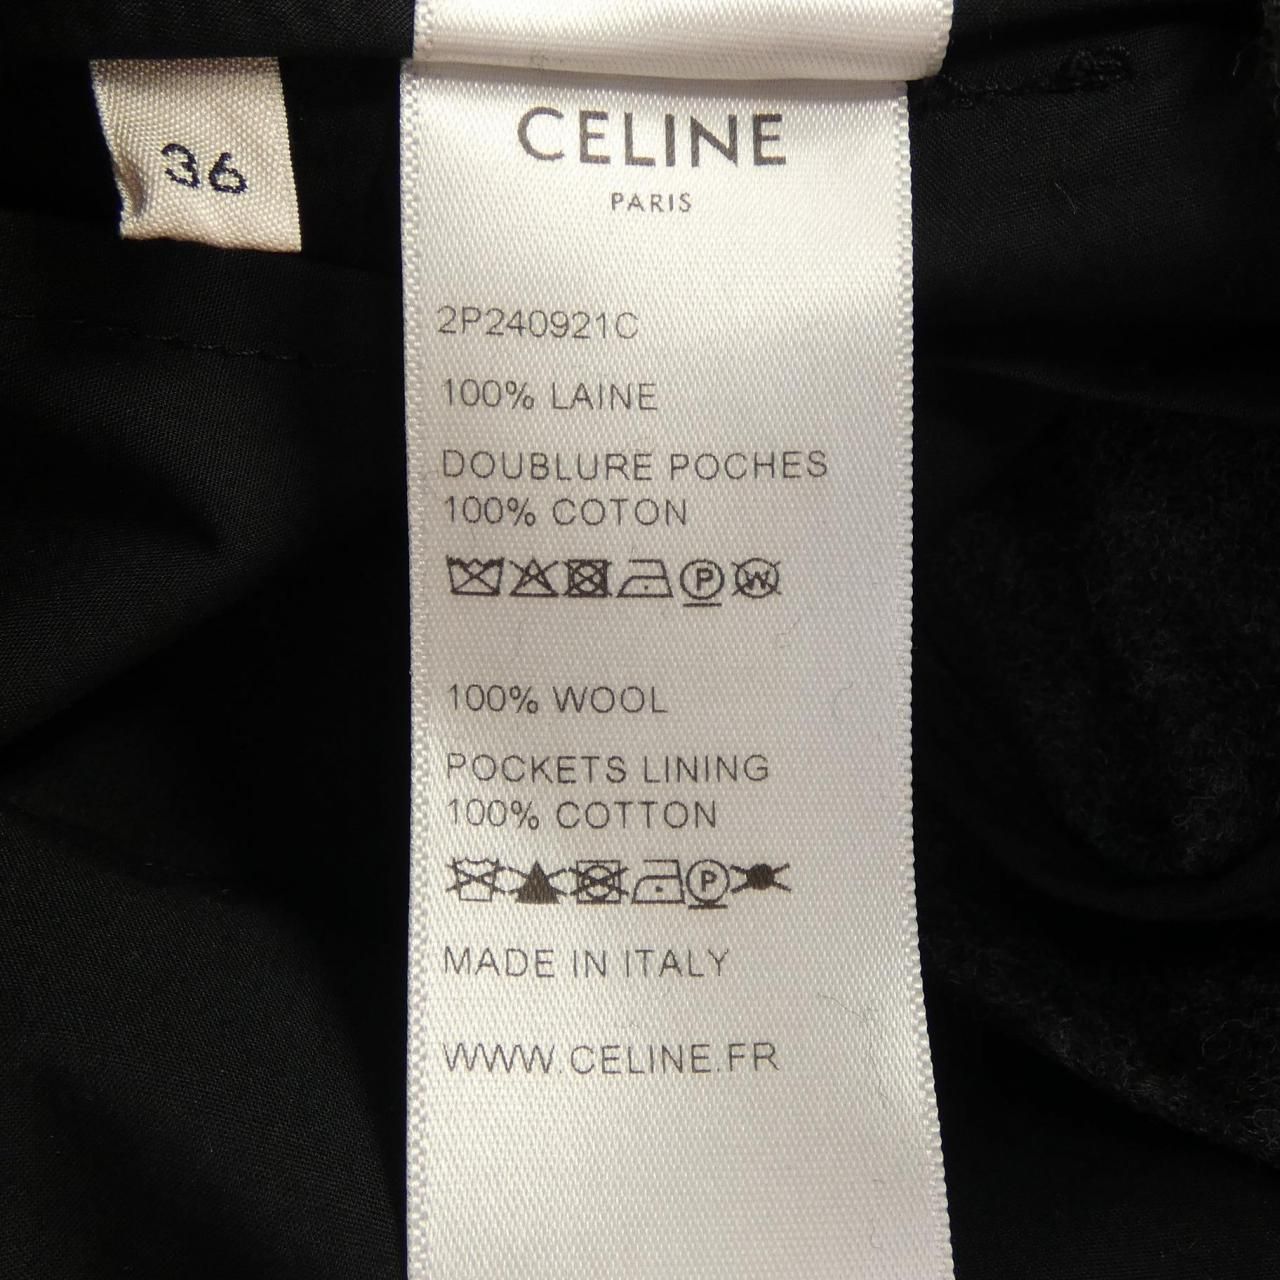 36
CELINE
PARIS
2P240921C
100% LAINE
DOUBLURE POCHES
100% COTON
P W
100% WOOL
POCKETS LINING
100% COTTON
P
MADE IN ITALY
WWW.CELINE.FR